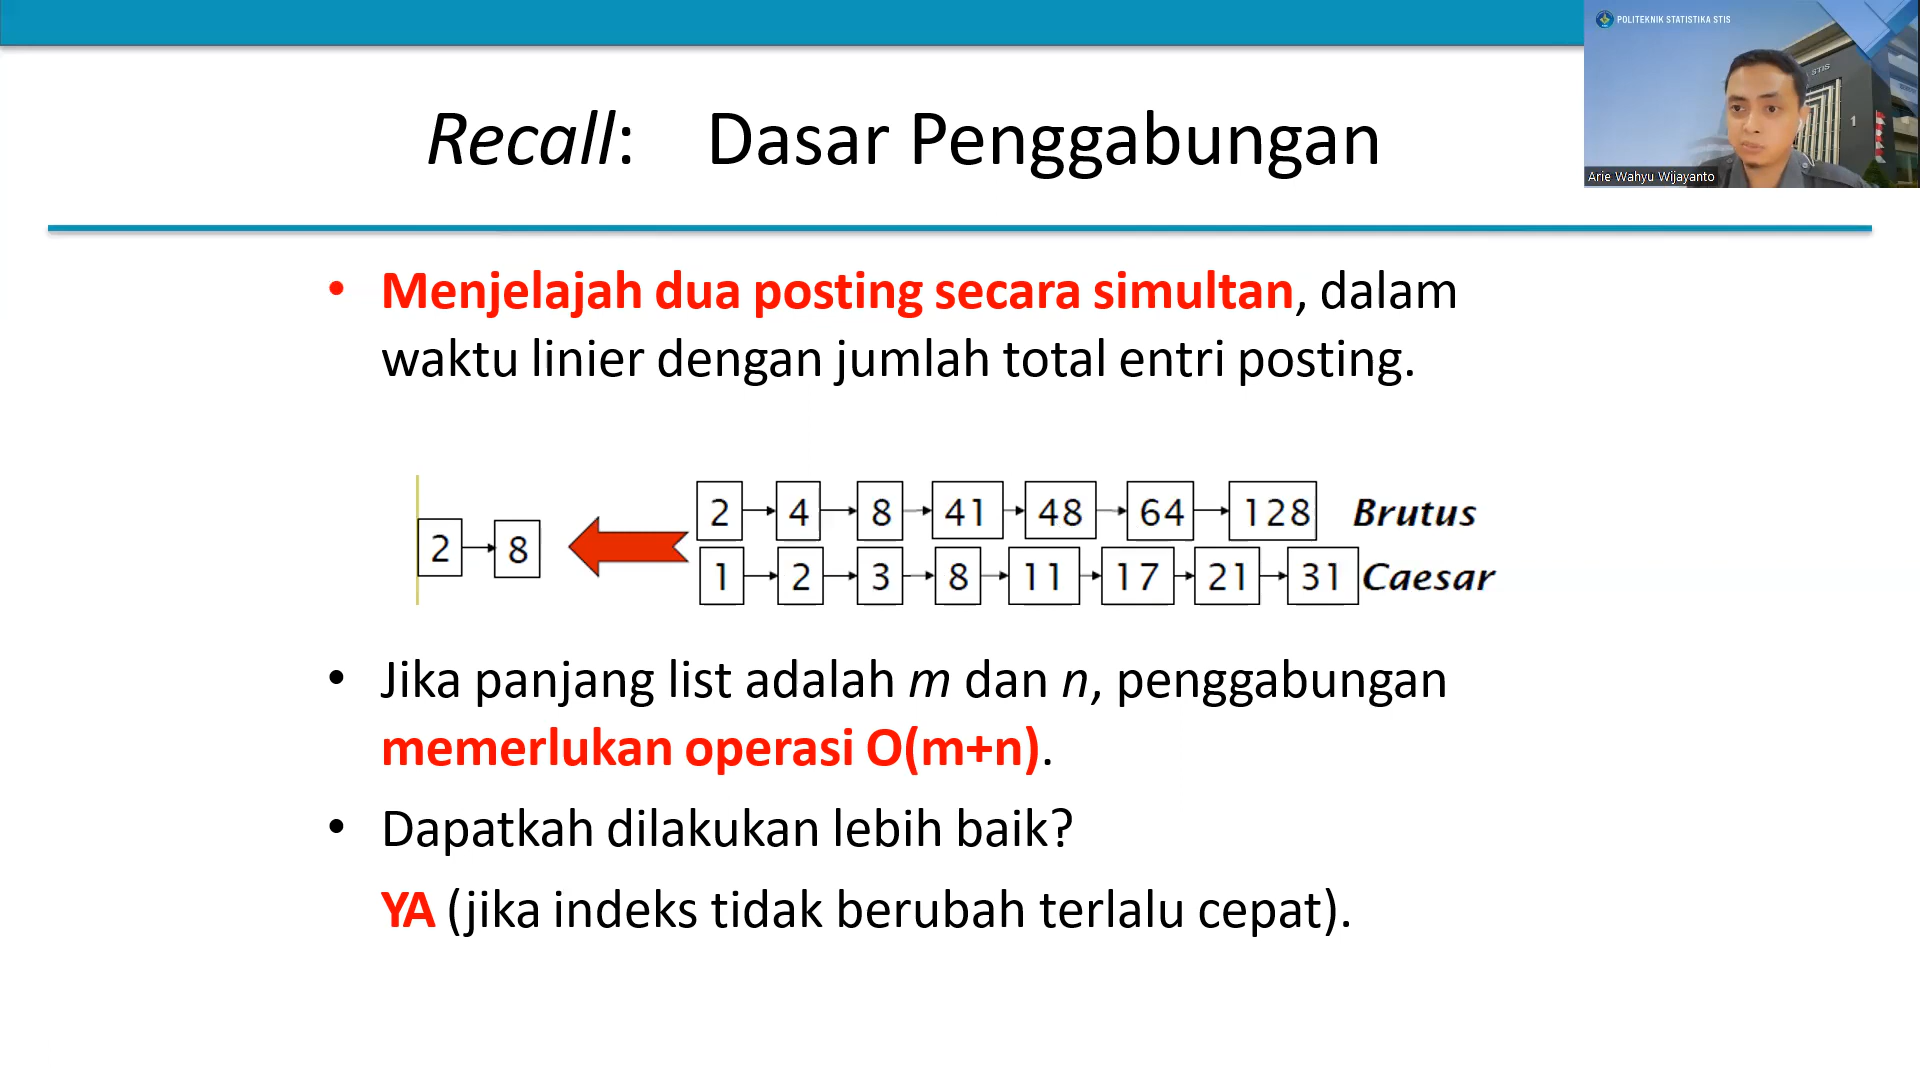 POLITEKNIK STATISTIKA STIS
STIS
1
Arie Wahyu Wijayanto
Recall: Dasar Penggabungan
• Menjelajah dua posting secara simultan, dalam
waktu linier dengan jumlah total entri posting.
2 4 8 41 48 64 128 Brutus
2 8
1 2 3 8 11 17 21 31 Caesar
• Jika panjang list adalah m dan n, penggabungan
memerlukan operasi O(m+n).
• Dapatkah dilakukan lebih baik?
YA (jika indeks tidak berubah terlalu cepat).